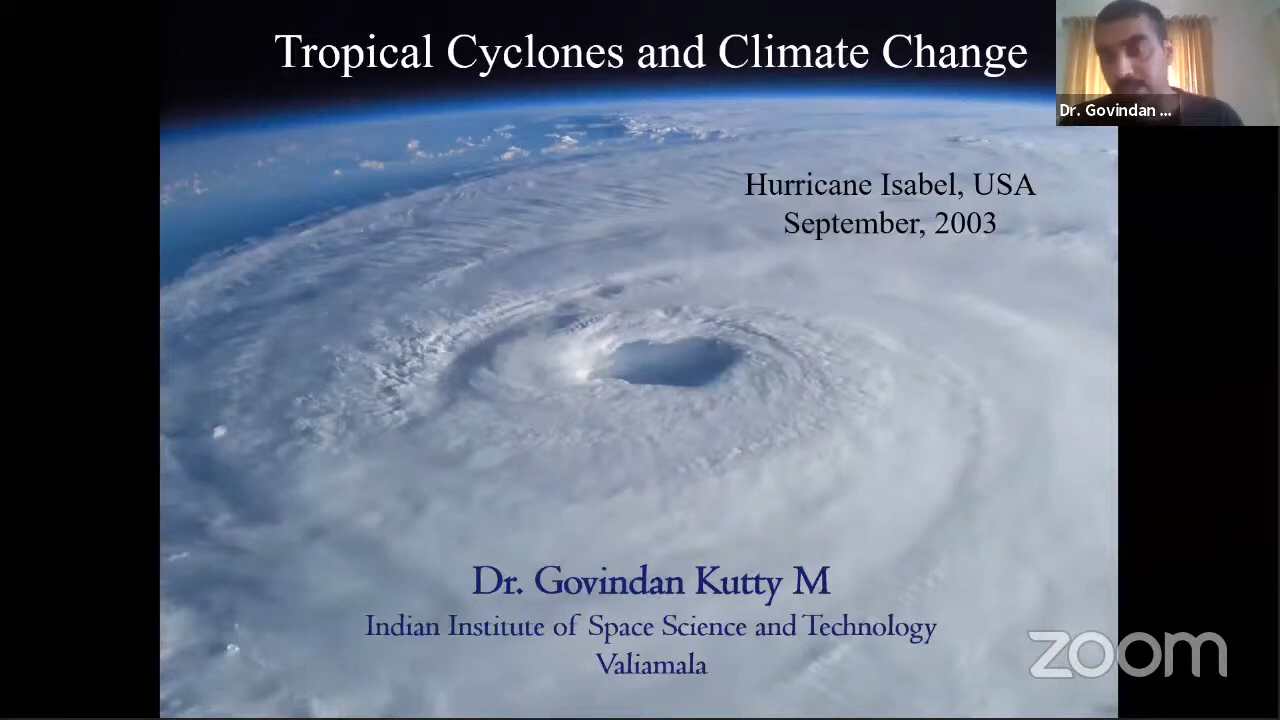 Tropical Cyclones and Climate Change
Dr. Govindan ...
Hurricane Isabel, USA
September, 2003
Dr. Govindan Kutty M
Indian Institute of Space Science and Technology
Valiamala
zoom